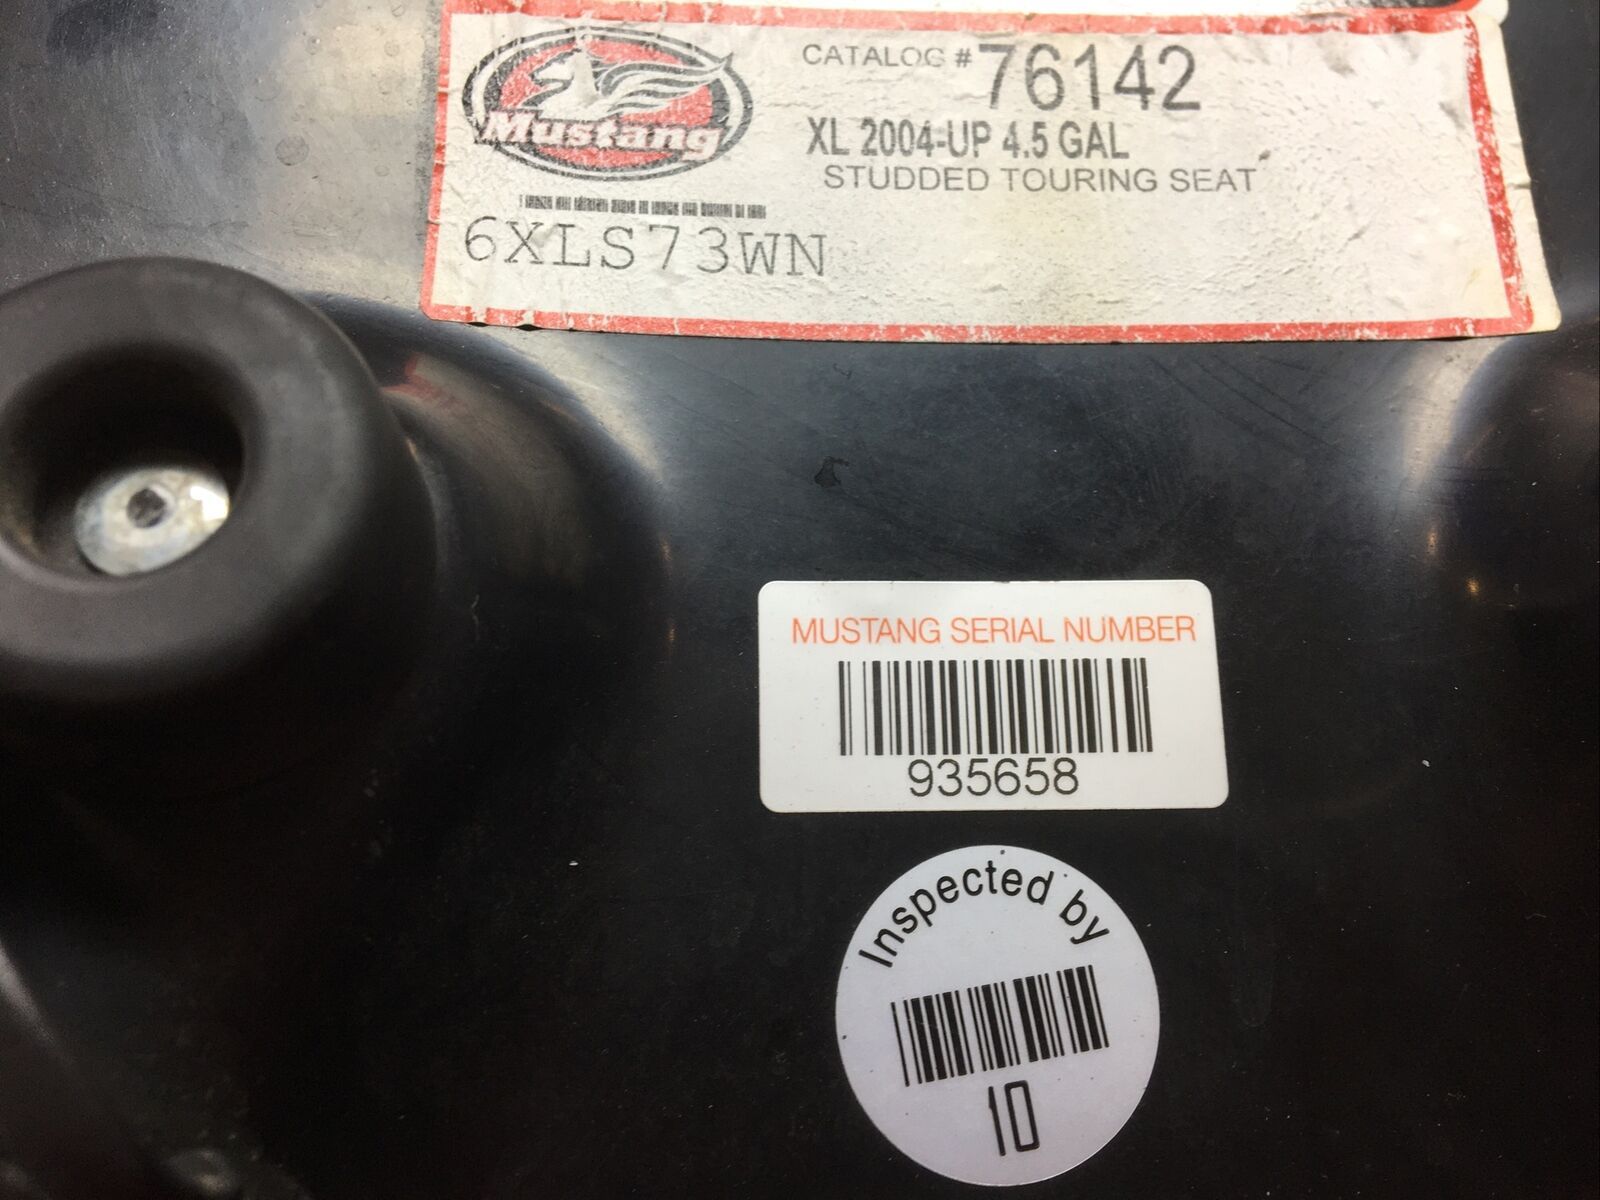 Mustang
CATALOG # 76142
XL 2004-UP 4.5 GAL
STUDDED TOURING SEAT
6XLS73WN
MUSTANG SERIAL NUMBER
935658
Inspected by
10